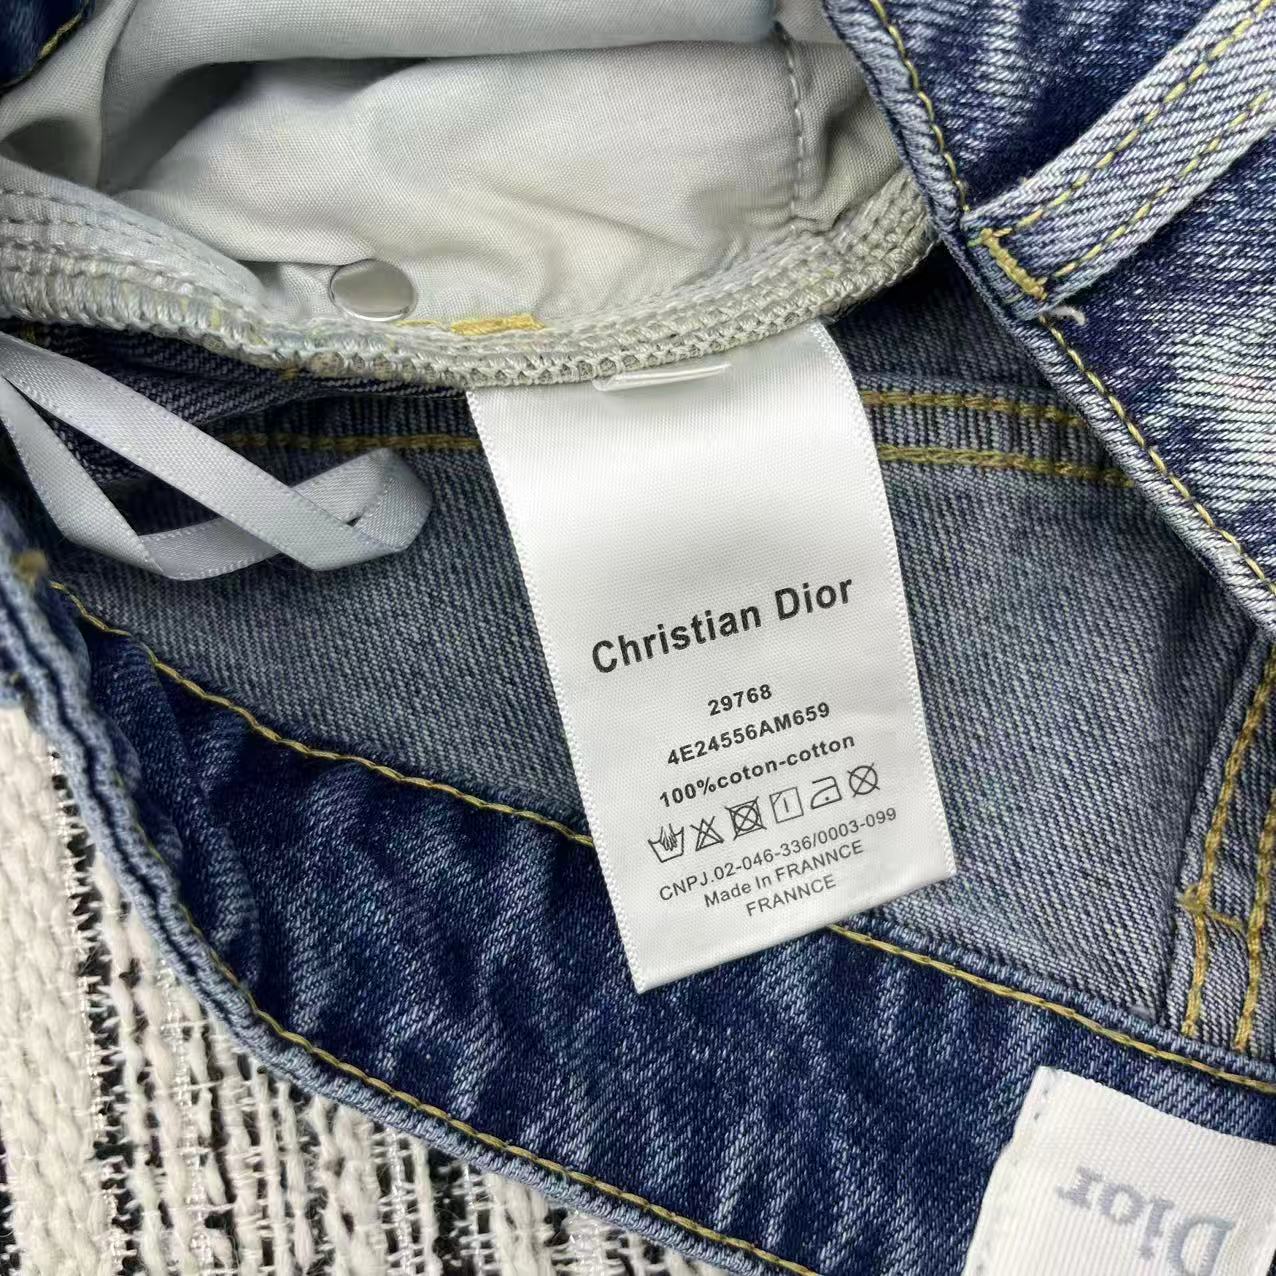 Christian Dior
29768
4E24556AM659
100%coton-cotton
CNPJ.02-046-336/0003-099
Made In FRANNCE
FRANNCE
Dior